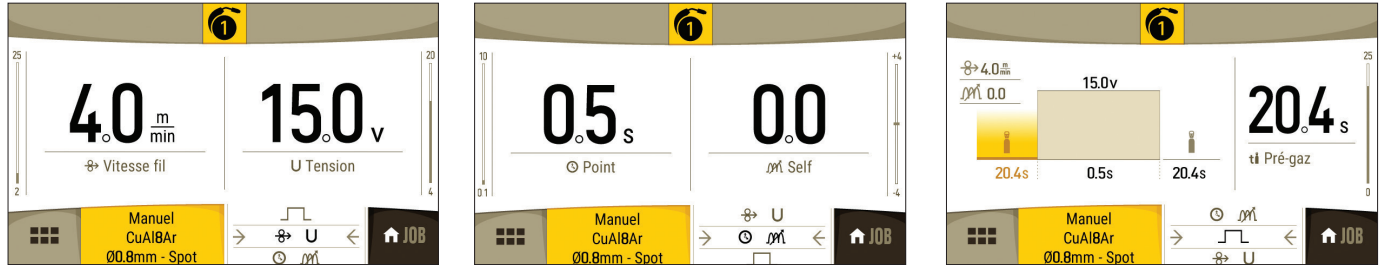 1
25
20
4.0 m/min
15.0 v
Vitesse fil
U Tension
2
4
Manuel
CuAl8Ar
Ø0.8mm - Spot
U
JOB
1
10
+4
0.5 s
0.0
Point
Self
0 1
-4
Manuel
CuAl8Ar
Ø0.8mm - Spot
U
JOB
1
25
4.0 m/min
0.0
15.0v
20.4 s
Pré-gaz
20.4s
0.5s
20.4s
0
Manuel
CuAl8Ar
Ø0.8mm - Spot
U
JOB